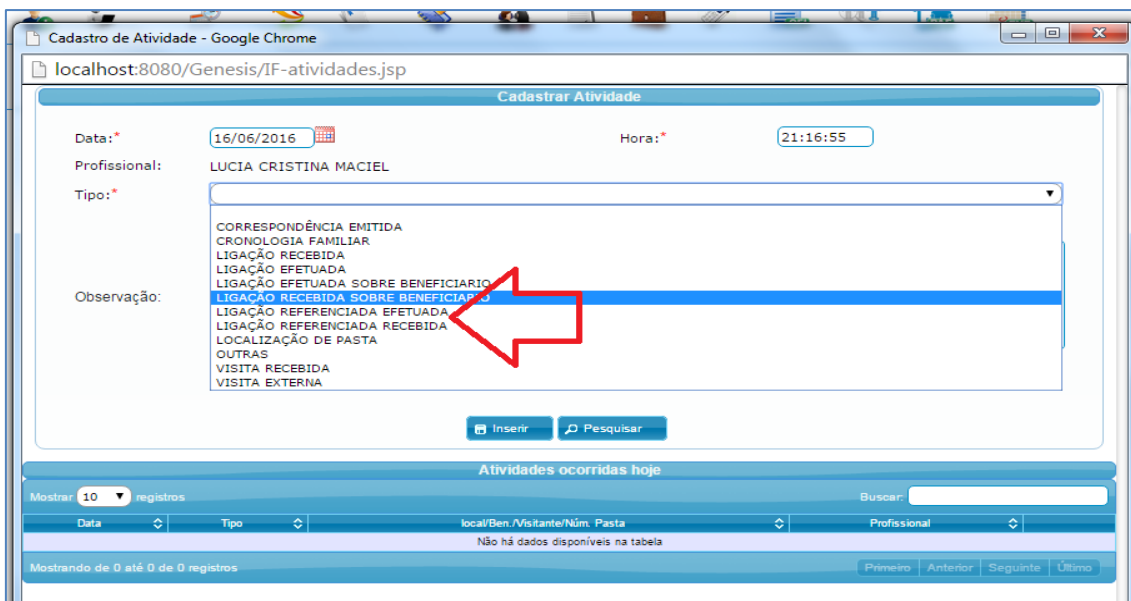 Cadastro de Atividade - Google Chrome
localhost:8080/Genesis/IF-atividades.jsp
Cadastrar Atividade
Data:* 16/06/2016 Hora:* 21:16:55
Profissional: LUCIA CRISTINA MACIEL
Tipo:*
CORRESPONDÊNCIA EMITIDA
CRONOLOGIA FAMILIAR
LIGAÇÃO RECEBIDA
LIGAÇÃO EFETUADA
LIGAÇÃO EFETUADA SOBRE BENEFICIARIO
Observação: LIGAÇÃO RECEBIDA SOBRE BENEFICIARIO
LIGAÇÃO REFERENCIADA EFETUADA
LIGAÇÃO REFERENCIADA RECEBIDA
LOCALIZAÇÃO DE PASTA
OUTRAS
VISITA RECEBIDA
VISITA EXTERNA
Inserir Pesquisar
Atividades ocorridas hoje
Mostrar 10 registros Buscar:
Data Tipo local/Ben./Visitante/Núm. Pasta Profissional
Não há dados disponíveis na tabela
Mostrando de 0 até 0 de 0 registros Primeiro Anterior Seguinte Último